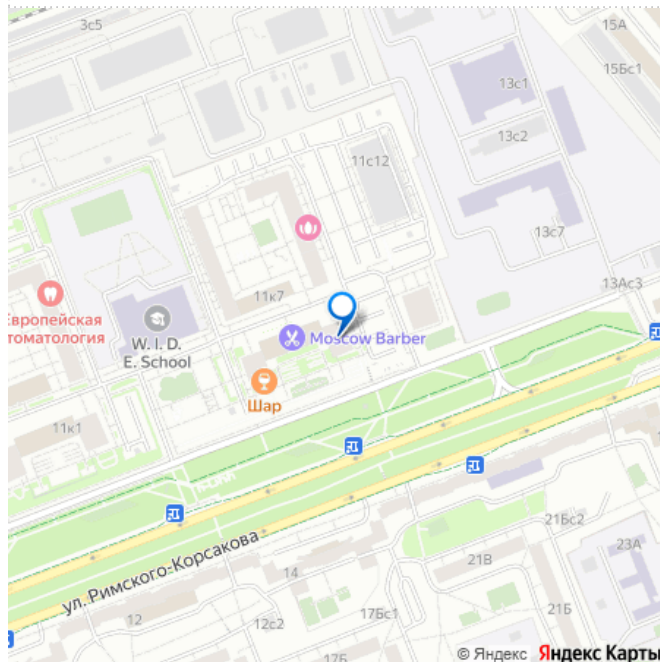 3с5
15А
15Бс1
13с1
13с2
11с12
13с7
13Ас3
11к7
Европейская
томатология
W. I. D.
E. School
Moscow Barber
Шар
11к1
ул. Римского-Корсакова
14
12
12с2
17Бс1
17Б
21Бс2
21В
21Б
23А
© Яндекс Яндекс Карты